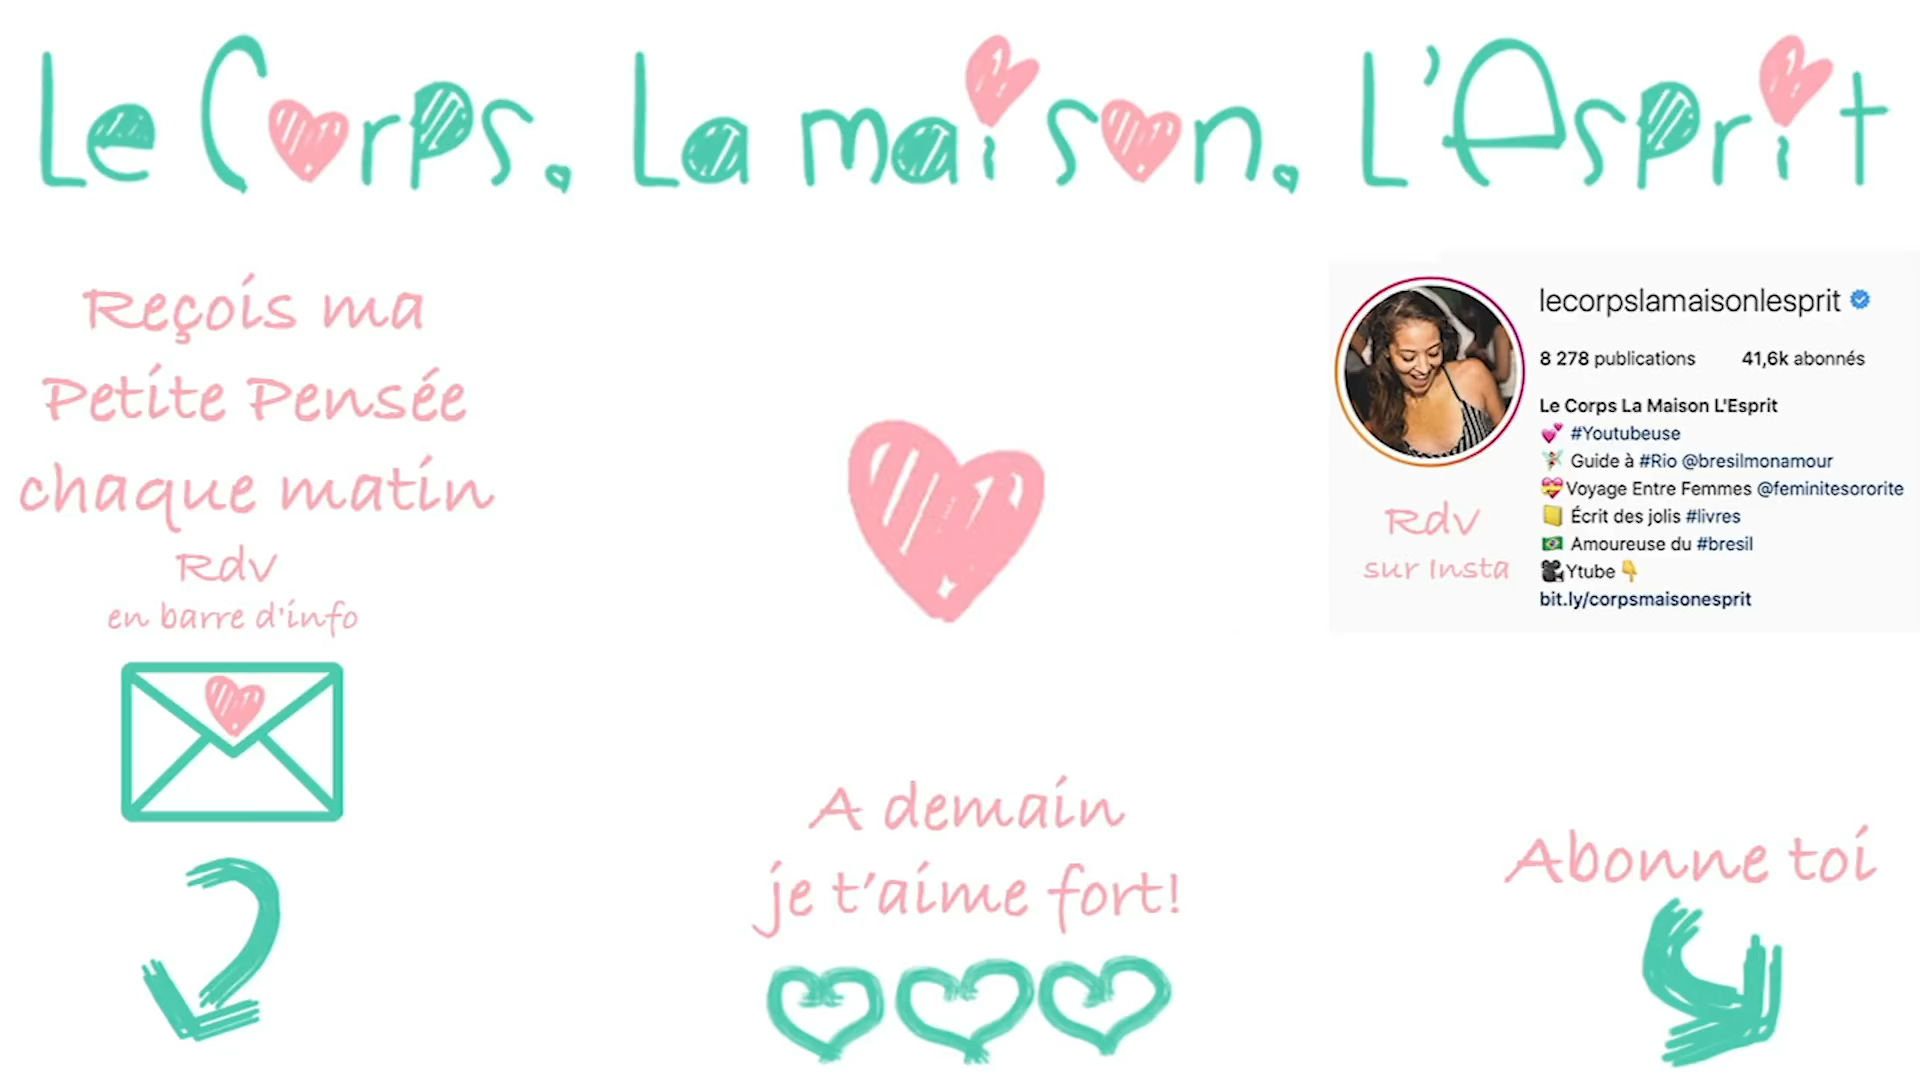 Le Corps. La maison. L'Esprit
Reçois ma
Petite Pensée
chaque matin
Rdv
en barre d'info
lecorpslamaisonlesprit
8 278 publications 41,6k abonnés
Le Corps La Maison L'Esprit
#Youtubeuse
Guide à #Rio @bresilmonamour
Voyage Entre Femmes @feminitesororite
Écrit des jolis #livres
Amoureuse du #bresil
Ytube
bit.ly/corpsmaisonesprit
Rdv
sur Insta
A demain
je t'aime fort!
Abonne toi